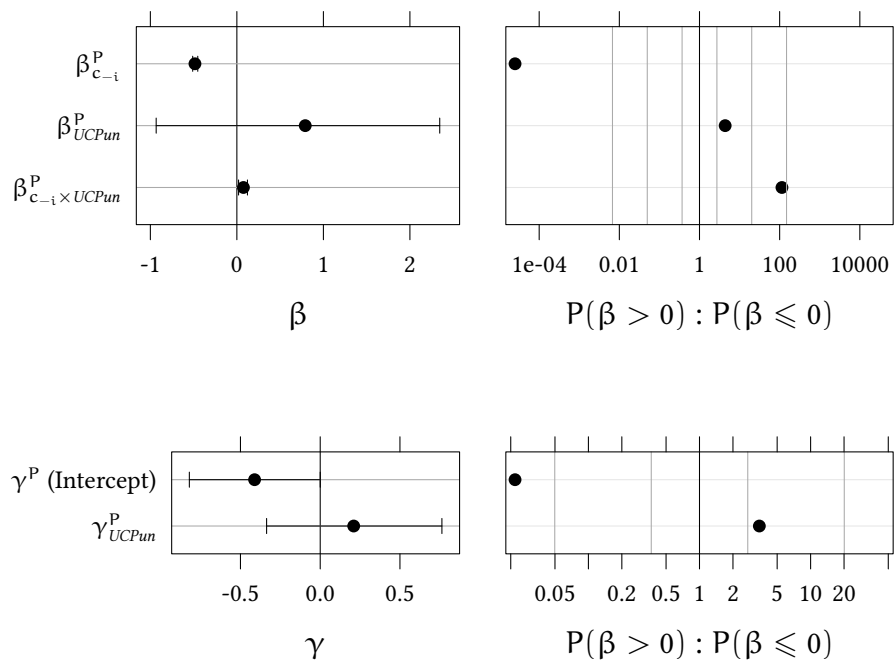 β^P_{c−i}
β^P_{UCPun}
β^P_{c−i×UCPun}
-1 0 1 2
β
1e-04 0.01 1 100 10000
P(β > 0) : P(β ⩽ 0)
γ^P (Intercept)
γ^P_{UCPun}
-0.5 0.0 0.5
γ
0.05 0.2 0.5 1 2 5 10 20
P(β > 0) : P(β ⩽ 0)